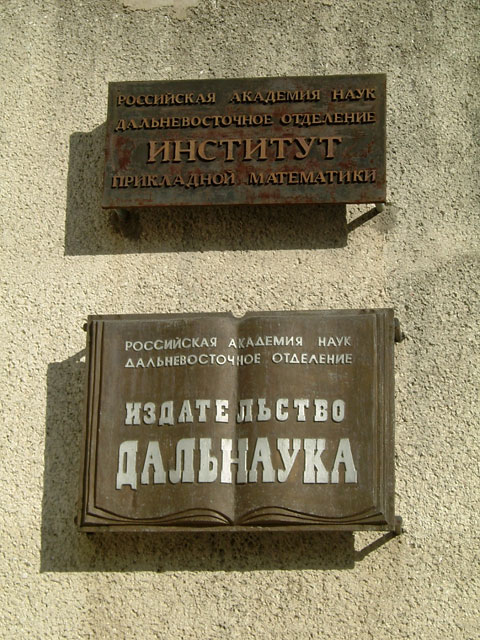 РОССИЙСКАЯ АКАДЕМИЯ НАУК
ДАЛЬНЕВОСТОЧНОЕ ОТДЕЛЕНИЕ
ИНСТИТУТ
ПРИКЛАДНОЙ МАТЕМАТИКИ
РОССИЙСКАЯ АКАДЕМИЯ НАУК
ДАЛЬНЕВОСТОЧНОЕ ОТДЕЛЕНИЕ
ИЗДАТЕЛЬСТВО
ДАЛЬНАУКА